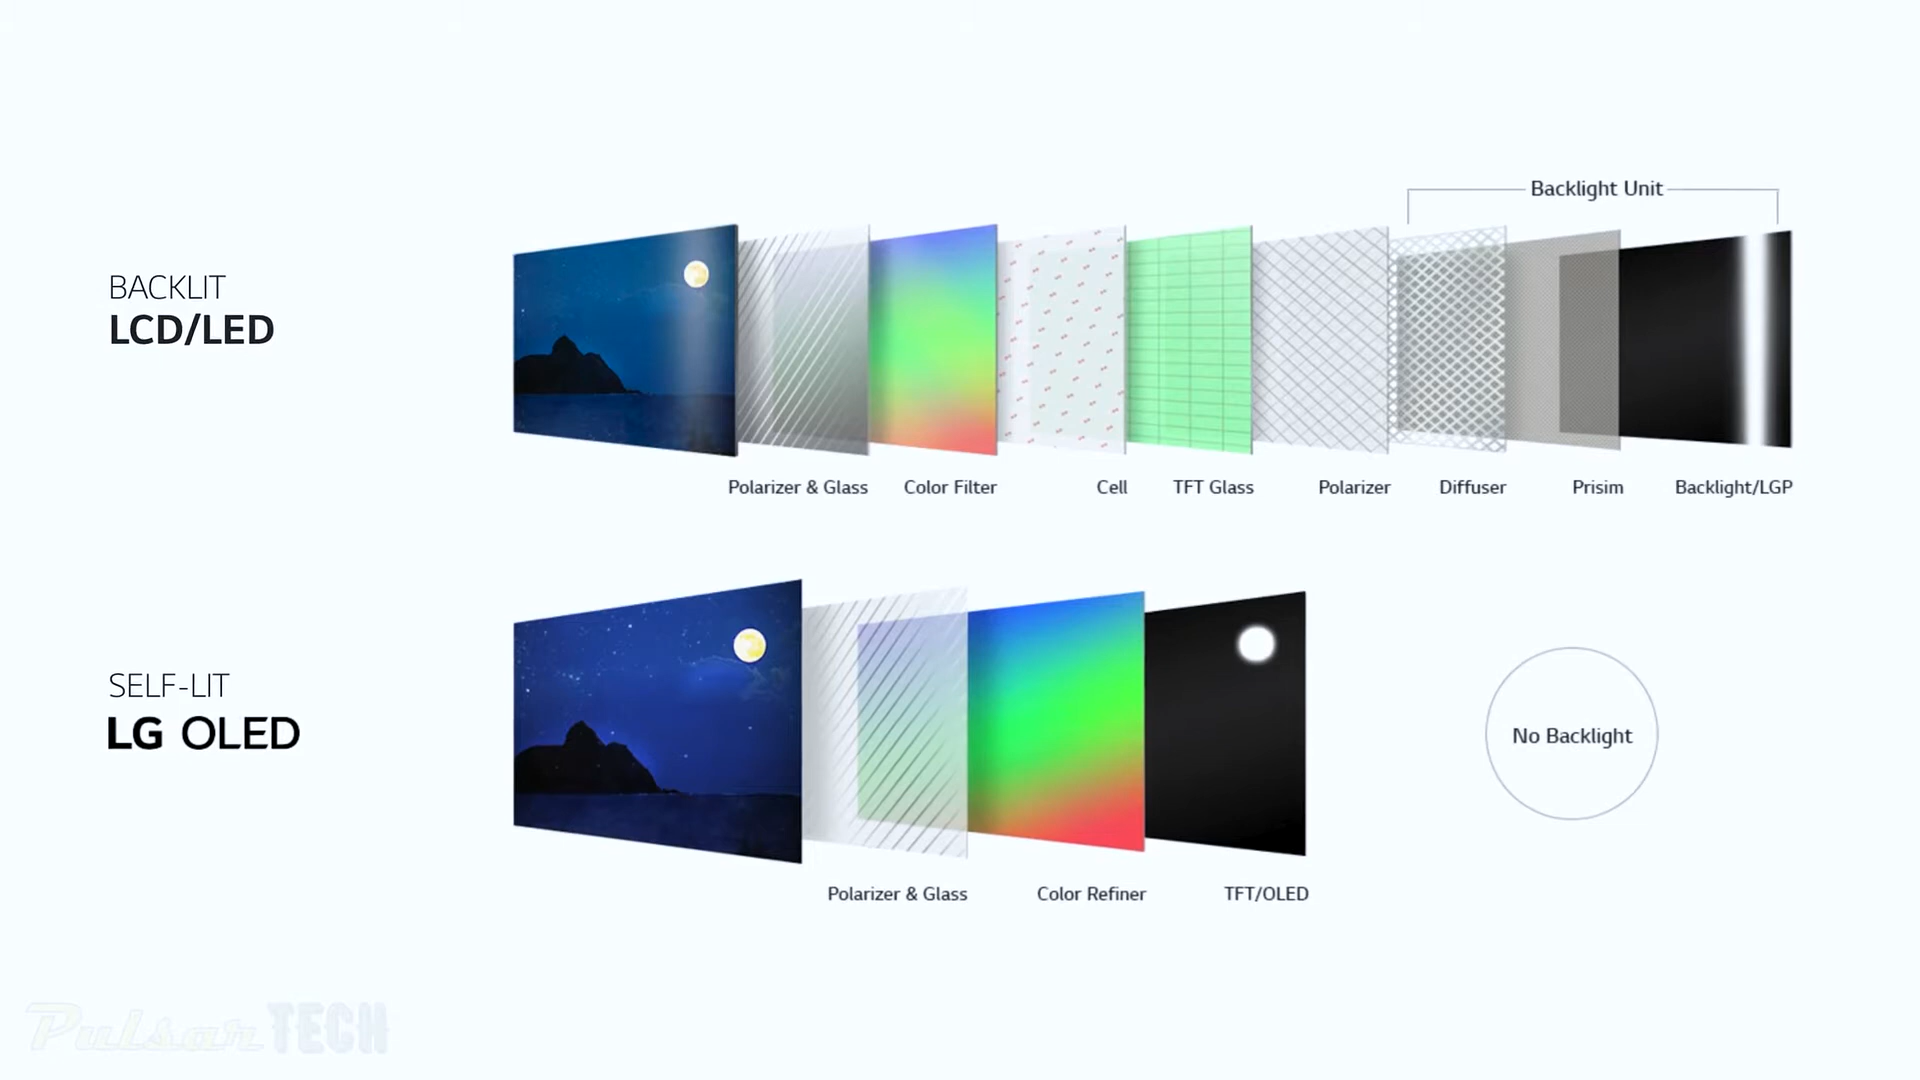 Backlight Unit
BACKLIT
LCD/LED
Polarizer & Glass
Color Filter
Cell
TFT Glass
Polarizer
Diffuser
Prisim
Backlight/LGP
SELF-LIT
LG OLED
No Backlight
Polarizer & Glass
Color Refiner
TFT/OLED
Pulsar TECH